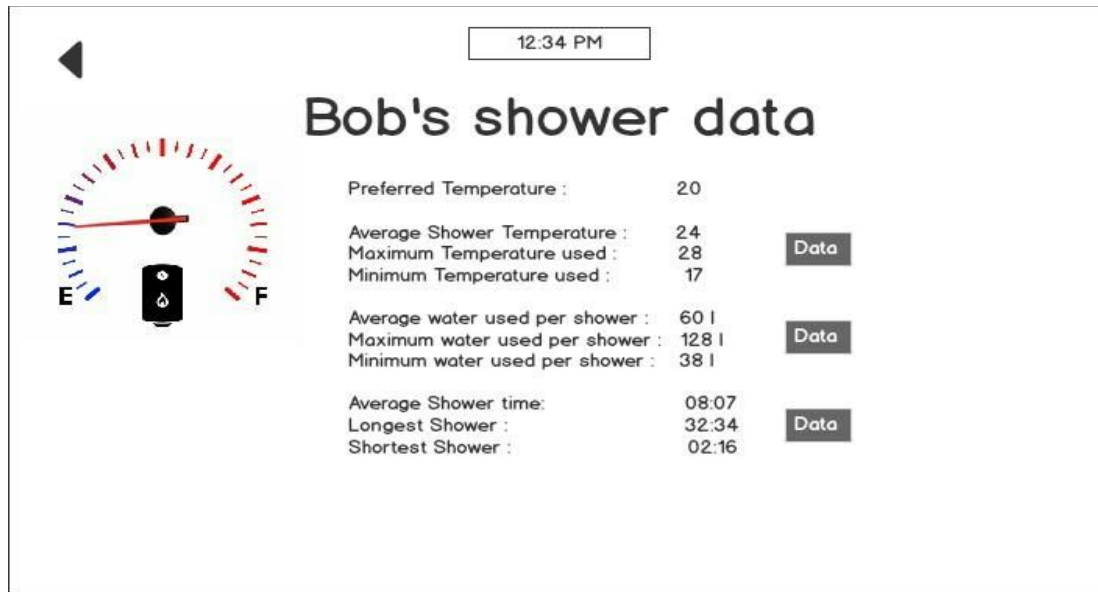 12:34 PM
Bob's shower data
E F
Preferred Temperature : 20
Average Shower Temperature : 24
Maximum Temperature used : 28
Minimum Temperature used : 17
Data
Average water used per shower : 60 l
Maximum water used per shower : 128 l
Minimum water used per shower : 38 l
Data
Average Shower time: 08:07
Longest Shower : 32:34
Shortest Shower : 02:16
Data